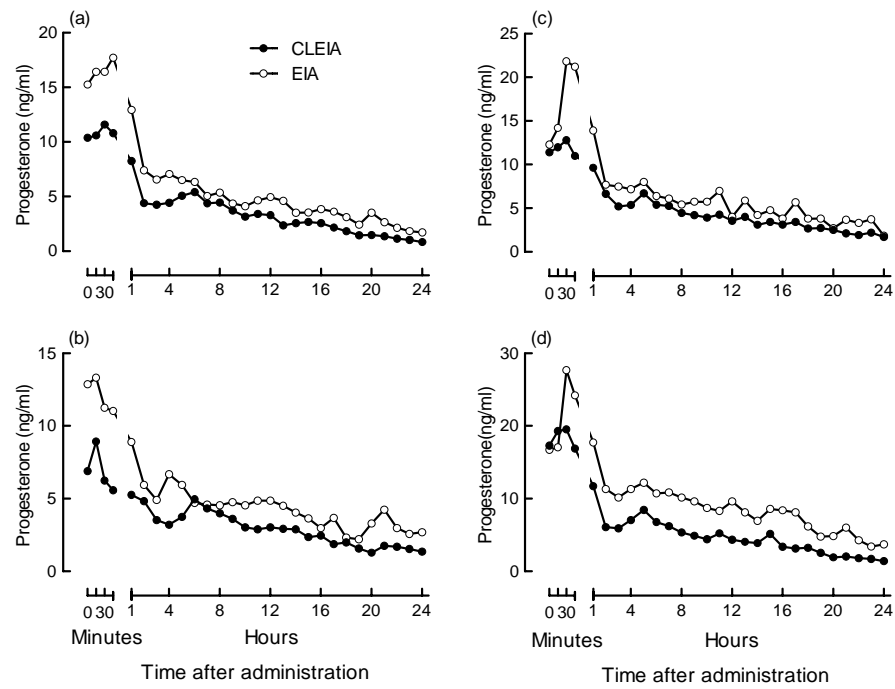 (a)
20
15
10
5
0
Progesterone (ng/ml)
CLEIA
EIA
0 30 1 4 8 12 16 20 24
(c)
25
20
15
10
5
0
Progesterone (ng/ml)
0 30 1 4 8 12 16 20 24
(b)
15
10
5
0
Progesterone (ng/ml)
0 30 1 4 8 12 16 20 24
Minutes Hours
Time after administration
(d)
30
20
10
0
Progesterone(ng/ml)
0 30 1 4 8 12 16 20 24
Minutes Hours
Time after administration